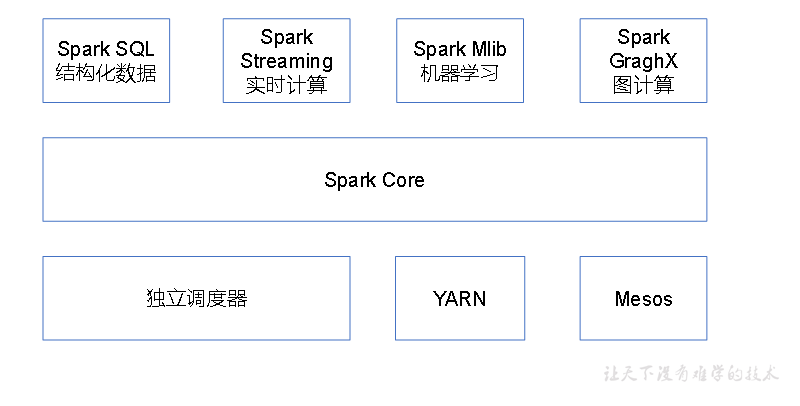 Spark SQL
结构化数据
Spark
Streaming
实时计算
Spark Mlib
机器学习
Spark
GraghX
图计算
Spark Core
独立调度器
YARN
Mesos
让天下没有难学的技术